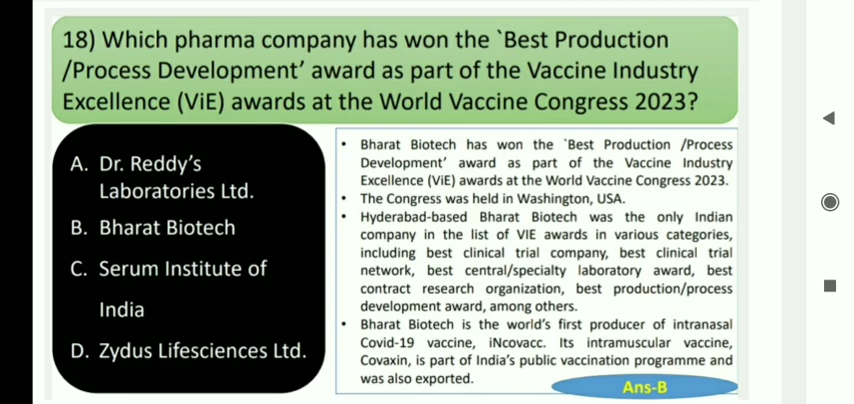 18) Which pharma company has won the `Best Production
/Process Development’ award as part of the Vaccine Industry
Excellence (ViE) awards at the World Vaccine Congress 2023?
A. Dr. Reddy’s
Laboratories Ltd.
B. Bharat Biotech
C. Serum Institute of
India
D. Zydus Lifesciences Ltd.
• Bharat Biotech has won the `Best Production /Process
Development’ award as part of the Vaccine Industry
Excellence (ViE) awards at the World Vaccine Congress 2023.
• The Congress was held in Washington, USA.
• Hyderabad-based Bharat Biotech was the only Indian
company in the list of VIE awards in various categories,
including best clinical trial company, best clinical trial
network, best central/specialty laboratory award, best
contract research organization, best production/process
development award, among others.
• Bharat Biotech is the world’s first producer of intranasal
Covid-19 vaccine, iNcovacc. Its intramuscular vaccine,
Covaxin, is part of India’s public vaccination programme and
was also exported.
Ans-B